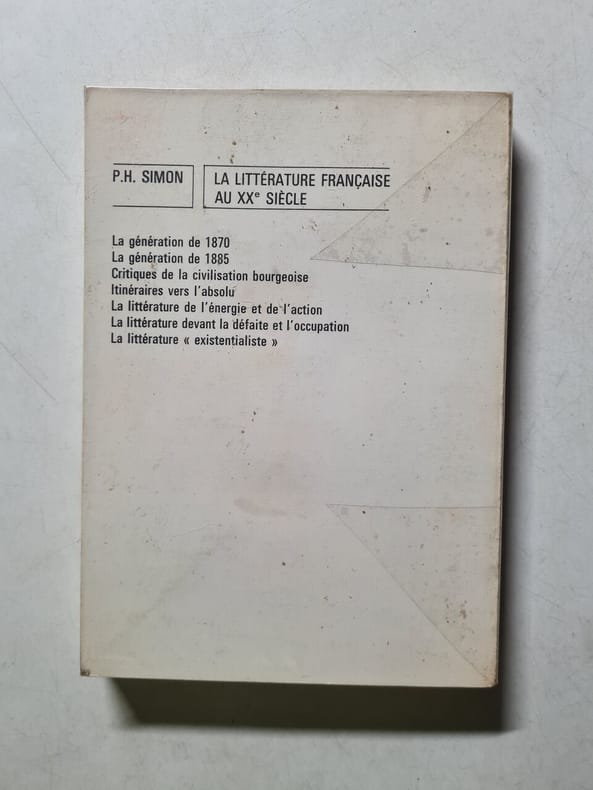 P.H. SIMON
LA LITTÉRATURE FRANÇAISE
AU XXe SIÈCLE
La génération de 1870
La génération de 1885
Critiques de la civilisation bourgeoise
Itinéraires vers l'absolu
La littérature de l'énergie et de l'action
La littérature devant la défaite et l'occupation
La littérature « existentialiste »